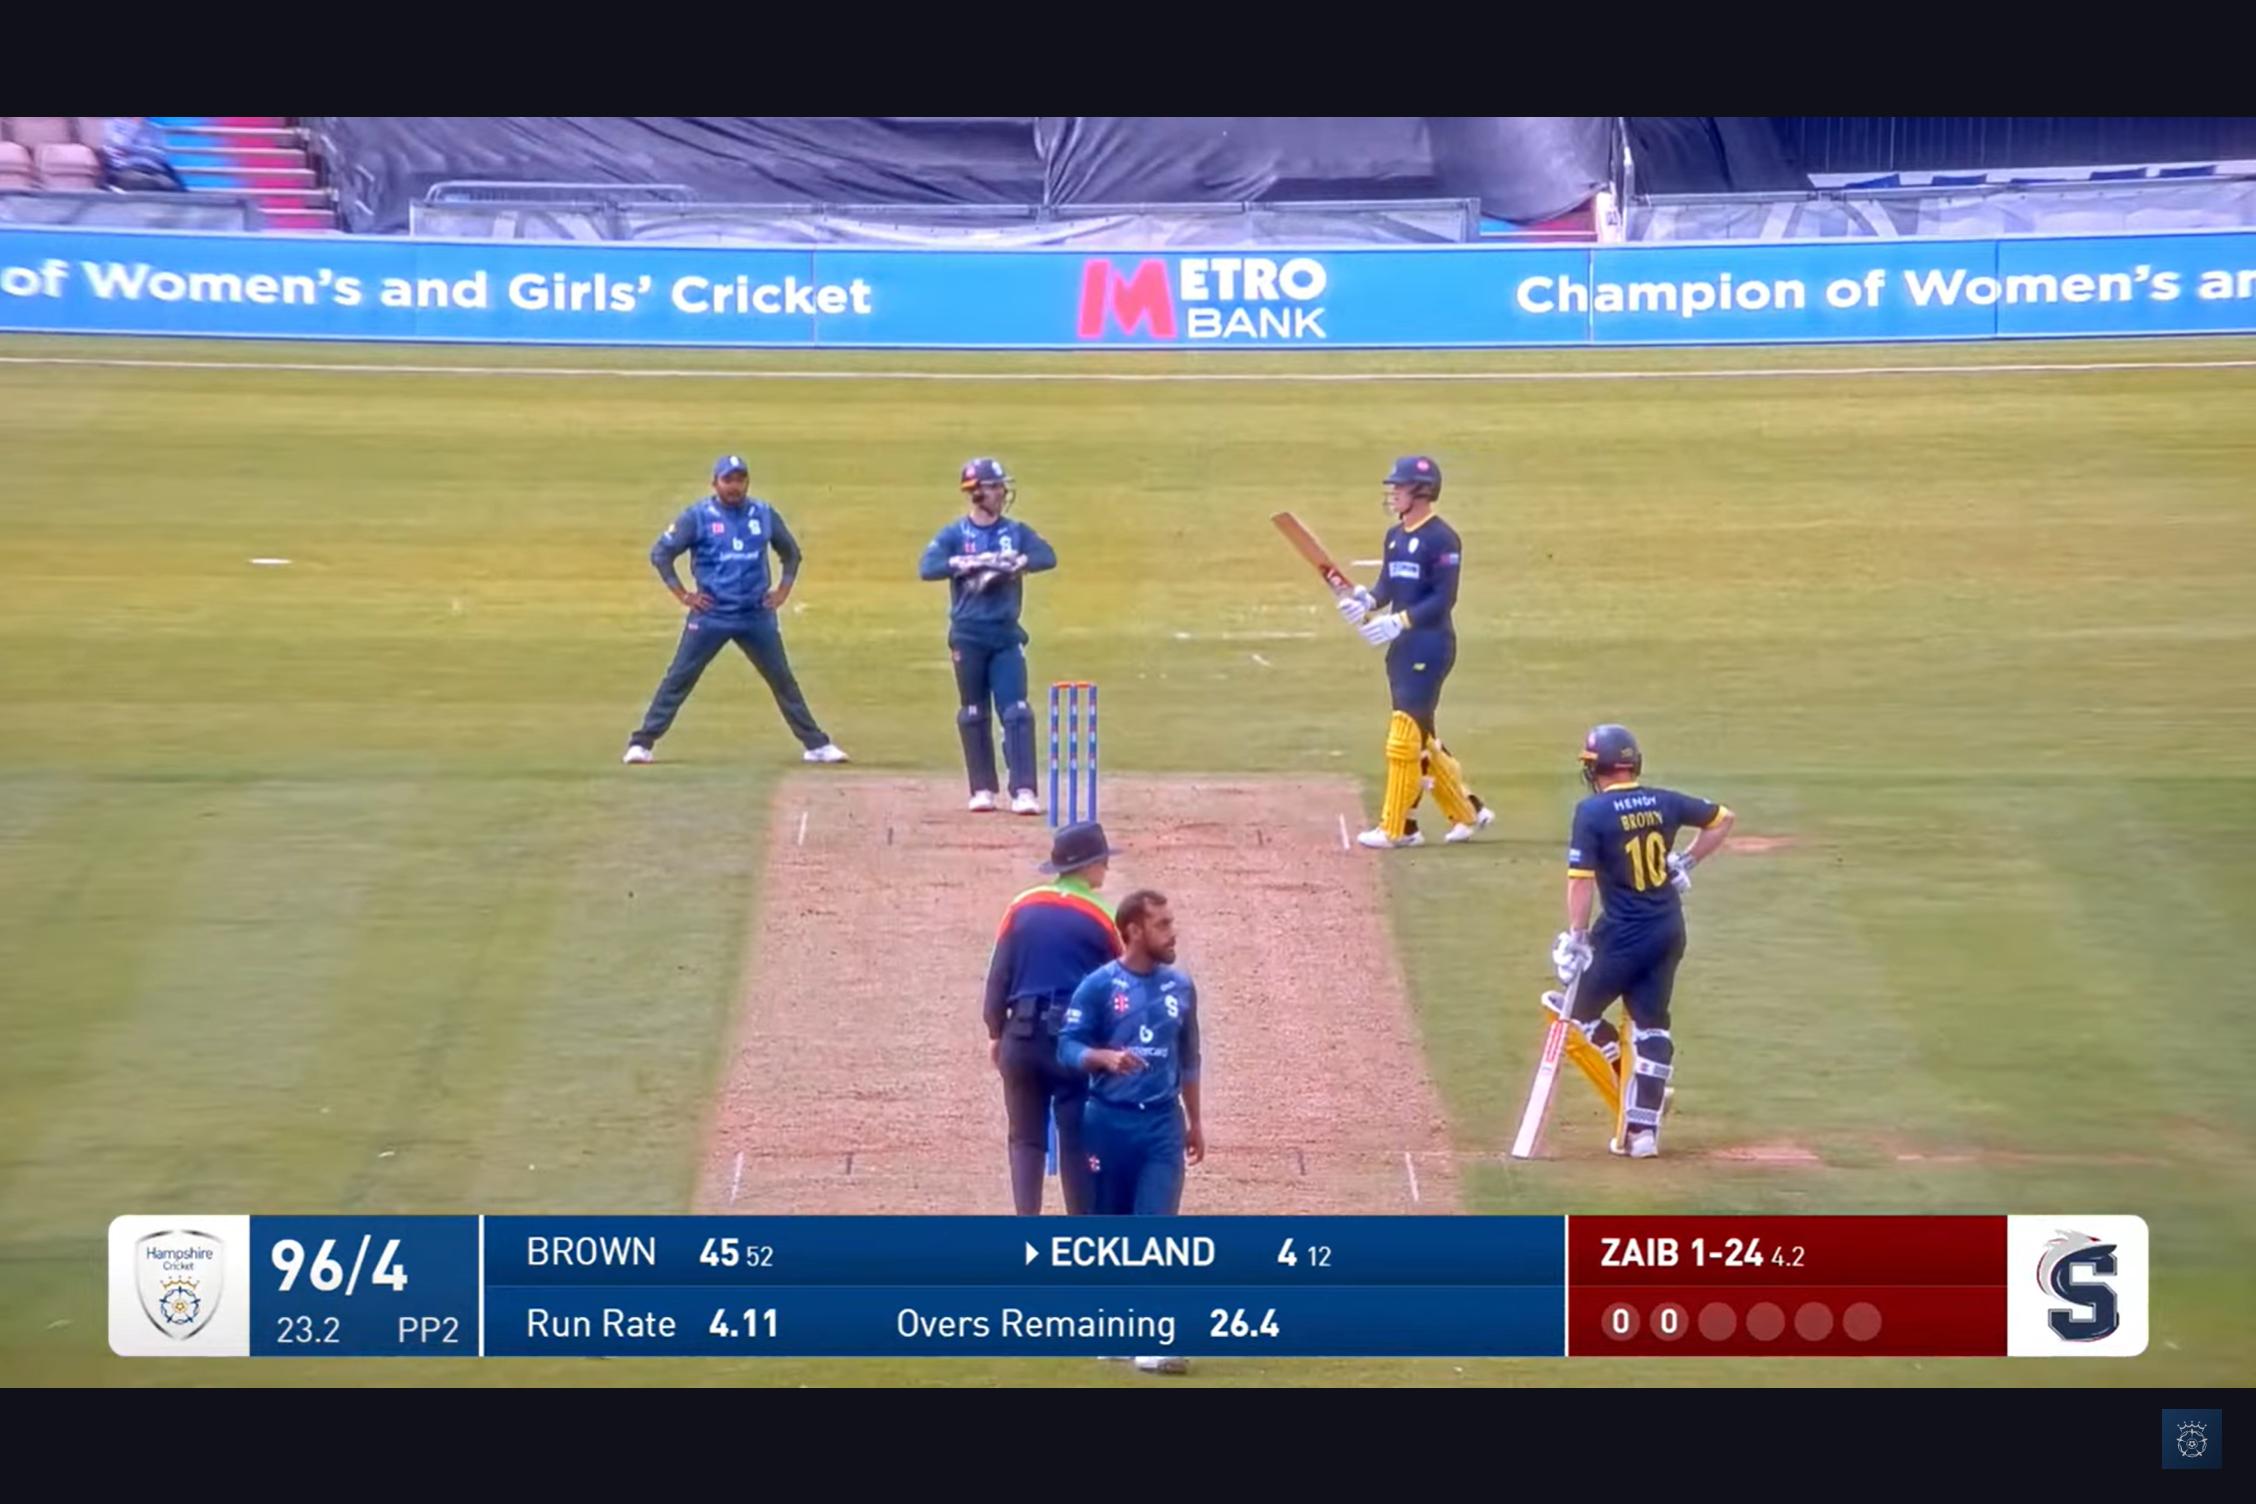 of Women's and Girls' Cricket
METRO
BANK
Champion of Women's an
HENDY
BROWN
10
Hampshire
Cricket
96/4
23.2 PP2
BROWN 45 52
ECKLAND 4 12
Run Rate 4.11
Overs Remaining 26.4
ZAIB 1-24 4.2
0 0
S